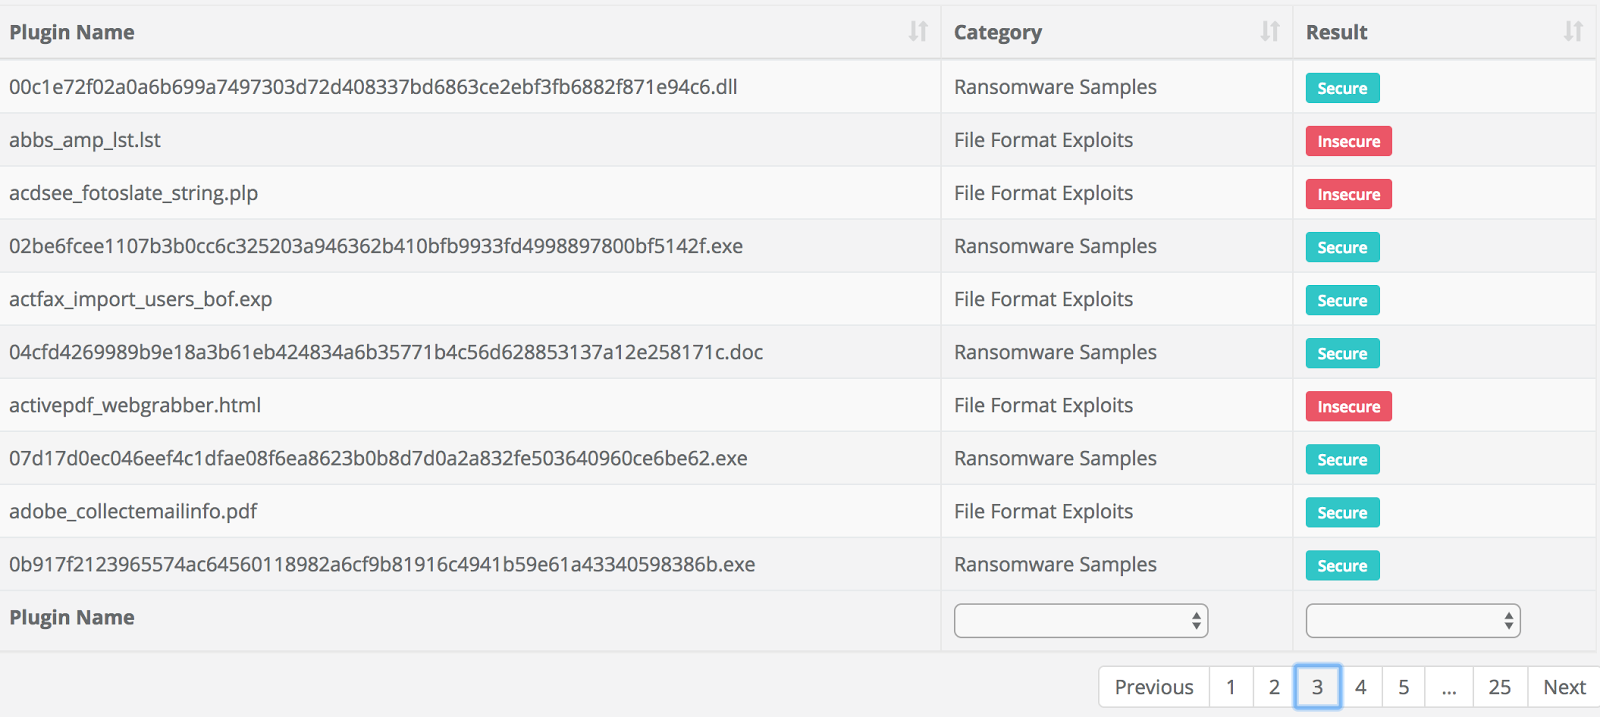 Plugin Name Category Result
00c1e72f02a0a6b699a7497303d72d408337bd6863ce2ebf3fb6882f871e94c6.dll Ransomware Samples Secure
abbs_amp_lst.lst File Format Exploits Insecure
acdsee_fotoslate_string.plp File Format Exploits Insecure
02be6fcee1107b3b0cc6c325203a946362b410bfb9933fd4998897800bf5142f.exe Ransomware Samples Secure
actfax_import_users_bof.exp File Format Exploits Secure
04cfd4269989b9e18a3b61eb424834a6b35771b4c56d628853137a12e258171c.doc Ransomware Samples Secure
activepdf_webgrabber.html File Format Exploits Insecure
07d17d0ec046eef4c1dfae08f6ea8623b0b8d7d0a2a832fe503640960ce6be62.exe Ransomware Samples Secure
adobe_collectemailinfo.pdf File Format Exploits Secure
0b917f2123965574ac64560118982a6cf9b81916c4941b59e61a43340598386b.exe Ransomware Samples Secure
Plugin Name
Previous 1 2 3 4 5 ... 25 Next